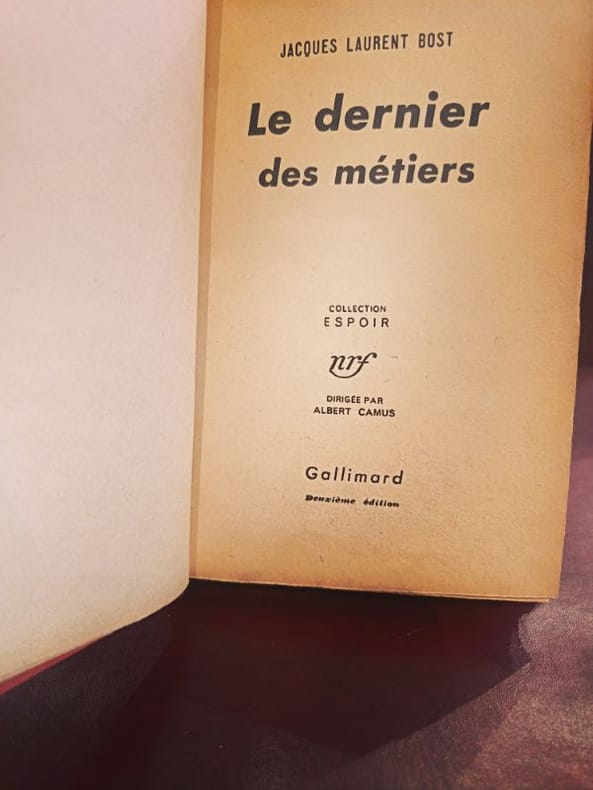 JACQUES LAURENT BOST
Le dernier
des métiers
COLLECTION
ESPOIR
nrf
DIRIGÉE PAR
ALBERT CAMUS
Gallimard
Deuxième édition